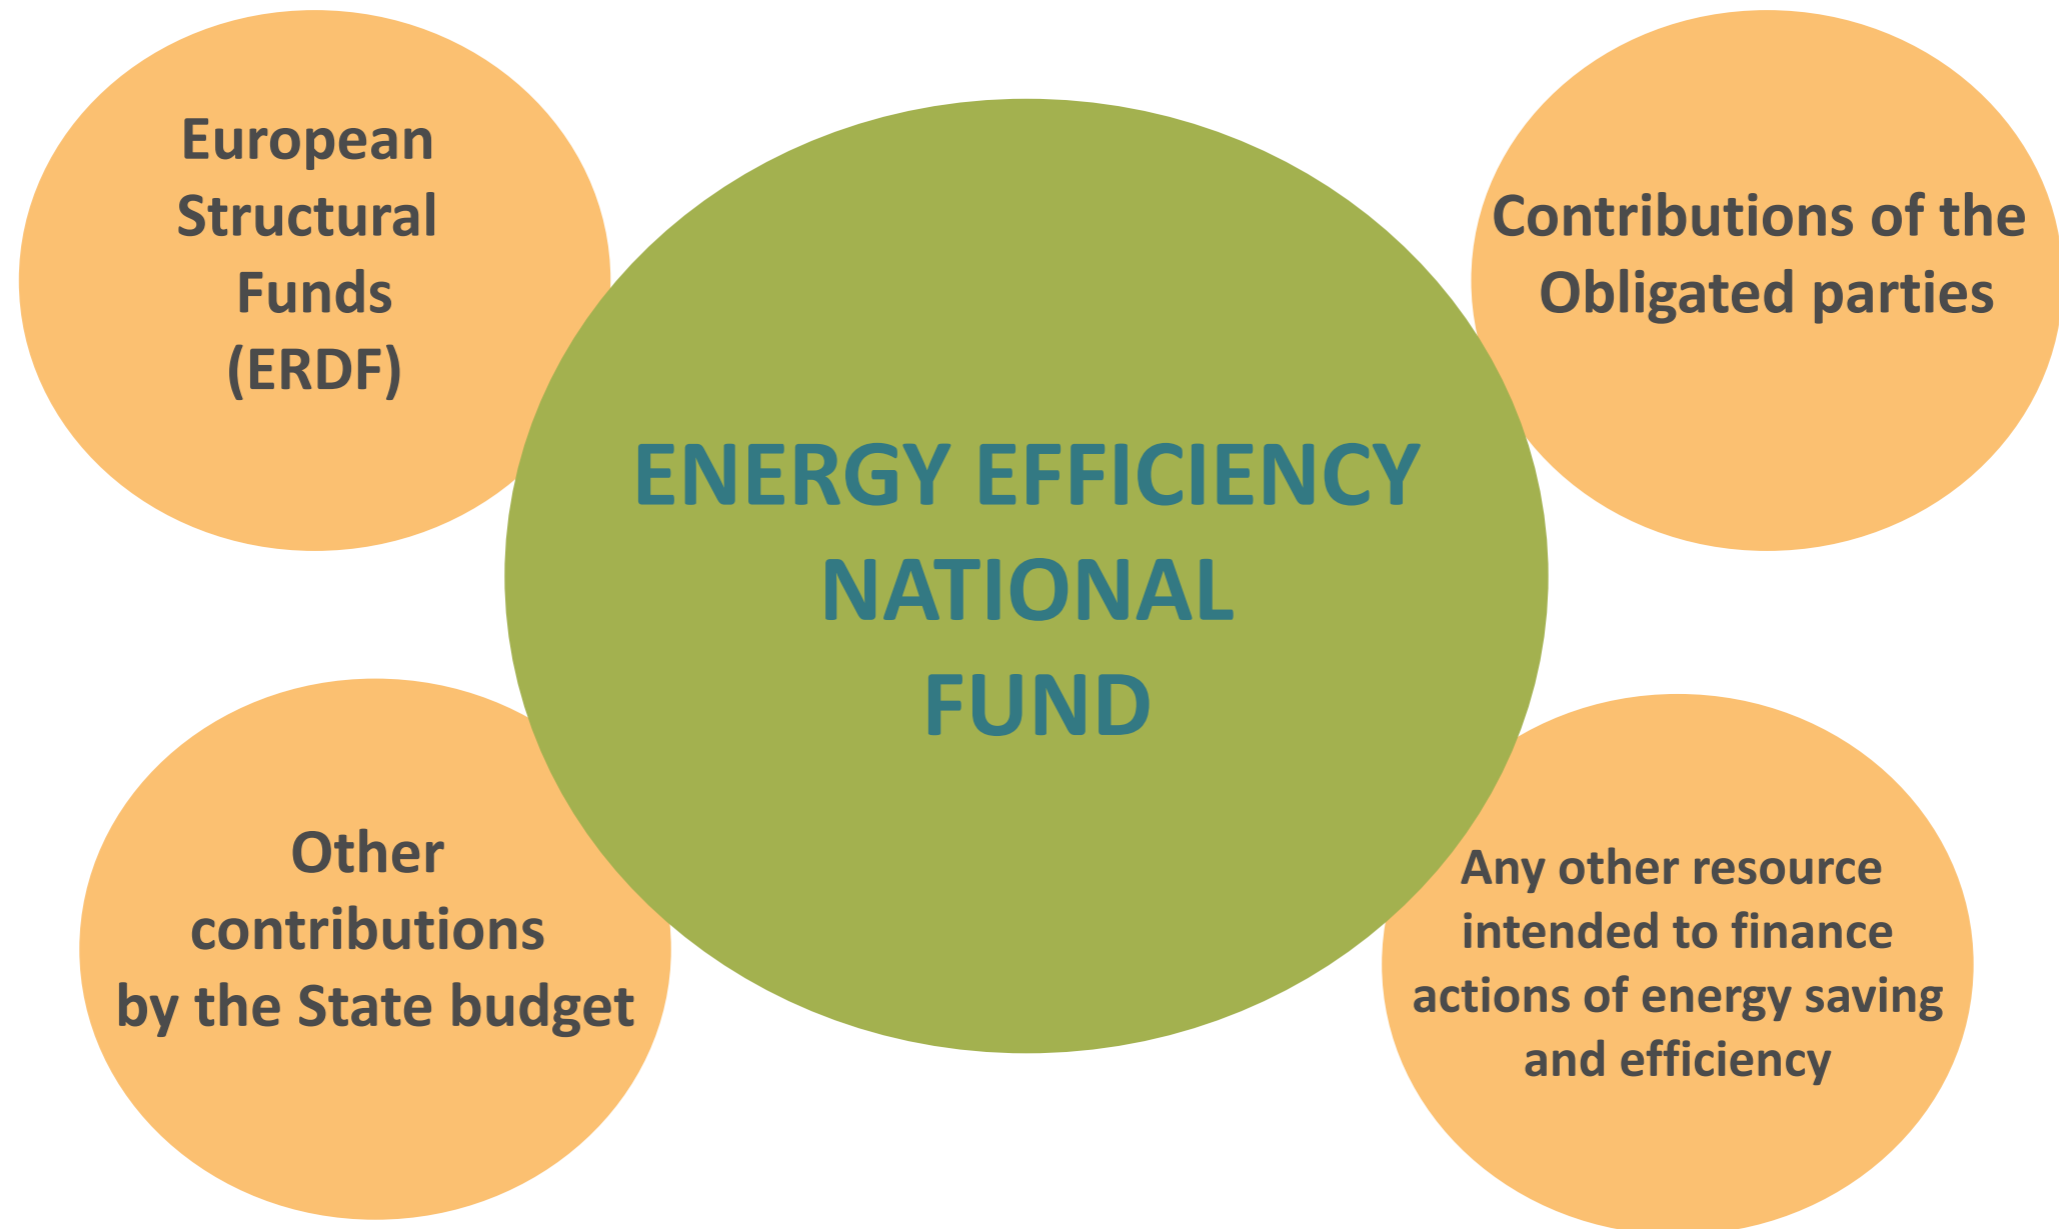 European
Structural
Funds
(ERDF)
Contributions of the
Obligated parties
ENERGY EFFICIENCY
NATIONAL
FUND
Other
contributions
by the State budget
Any other resource
intended to finance
actions of energy saving
and efficiency